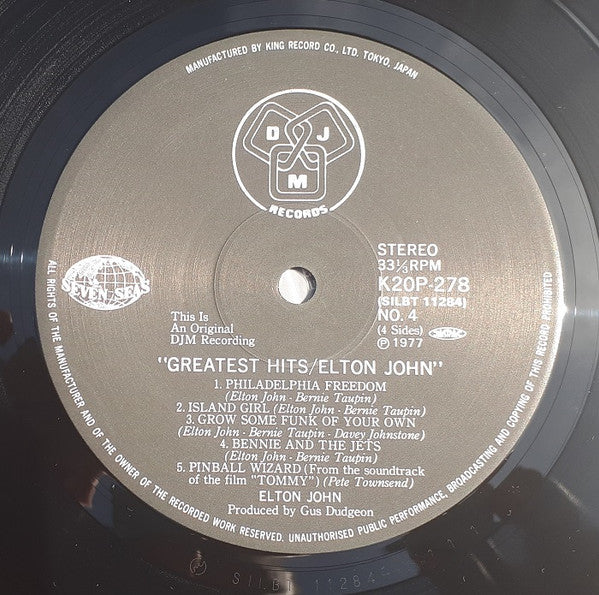 MANUFACTURED BY KING RECORD CO., LTD. TOKYO, JAPAN
D J
M
RECORDS
SEVEN SEAS
STEREO
33⅓RPM
K20P-278
(SILBT 11284)
NO. 4
(4 Sides)
Ⓟ1977
This Is
An Original
DJM Recording
"GREATEST HITS/ELTON JOHN"
1. PHILADELPHIA FREEDOM
(Elton John - Bernie Taupin)
2. ISLAND GIRL (Elton John - Bernie Taupin)
3. GROW SOME FUNK OF YOUR OWN
(Elton John - Bernie Taupin - Davey Johnstone)
4. BENNIE AND THE JETS
(Elton John - Bernie Taupin)
5. PINBALL WIZARD (From the soundtrack
of the film "TOMMY") (Pete Townsend)
ELTON JOHN
Produced by Gus Dudgeon
ALL RIGHTS OF THE MANUFACTURER AND OF THE OWNER OF THE RECORDED WORK RESERVED. UNAUTHORISED PUBLIC PERFORMANCE, BROADCASTING AND COPYING OF THIS RECORD PROHIBITED
SILBT 11284